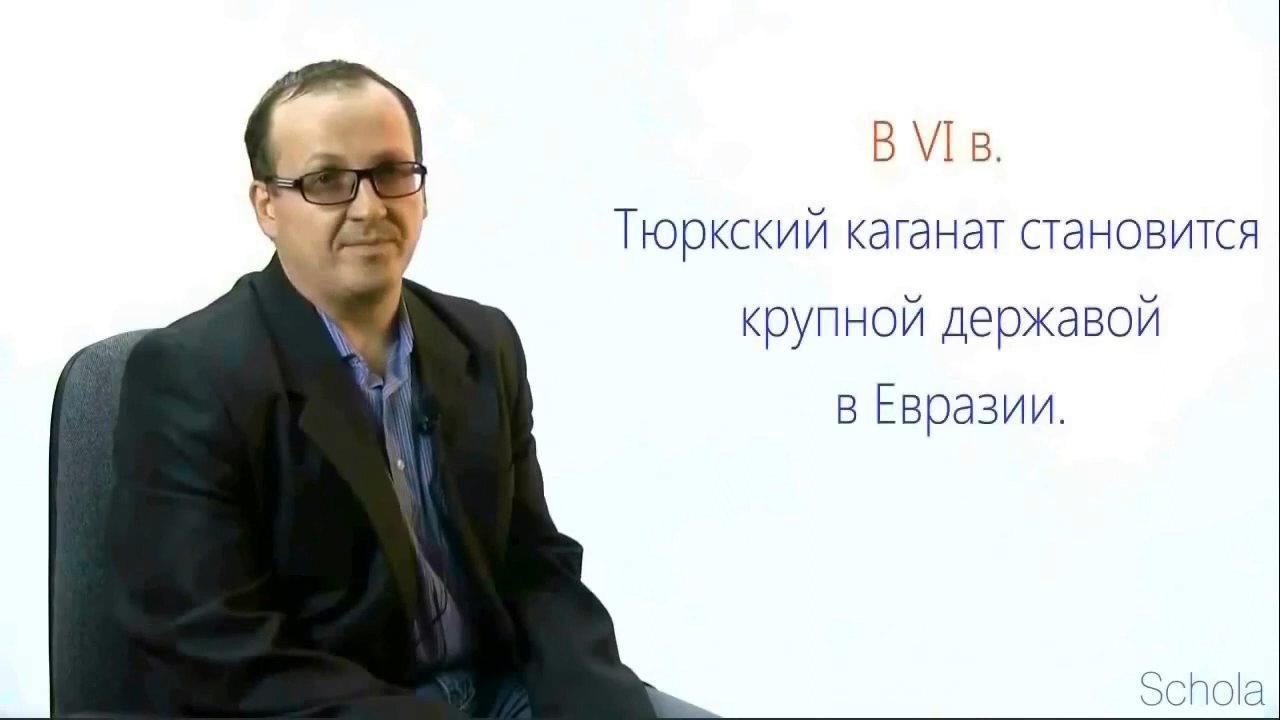 В VI в.
Тюркский каганат становится
крупной державой
в Евразии.
Schola